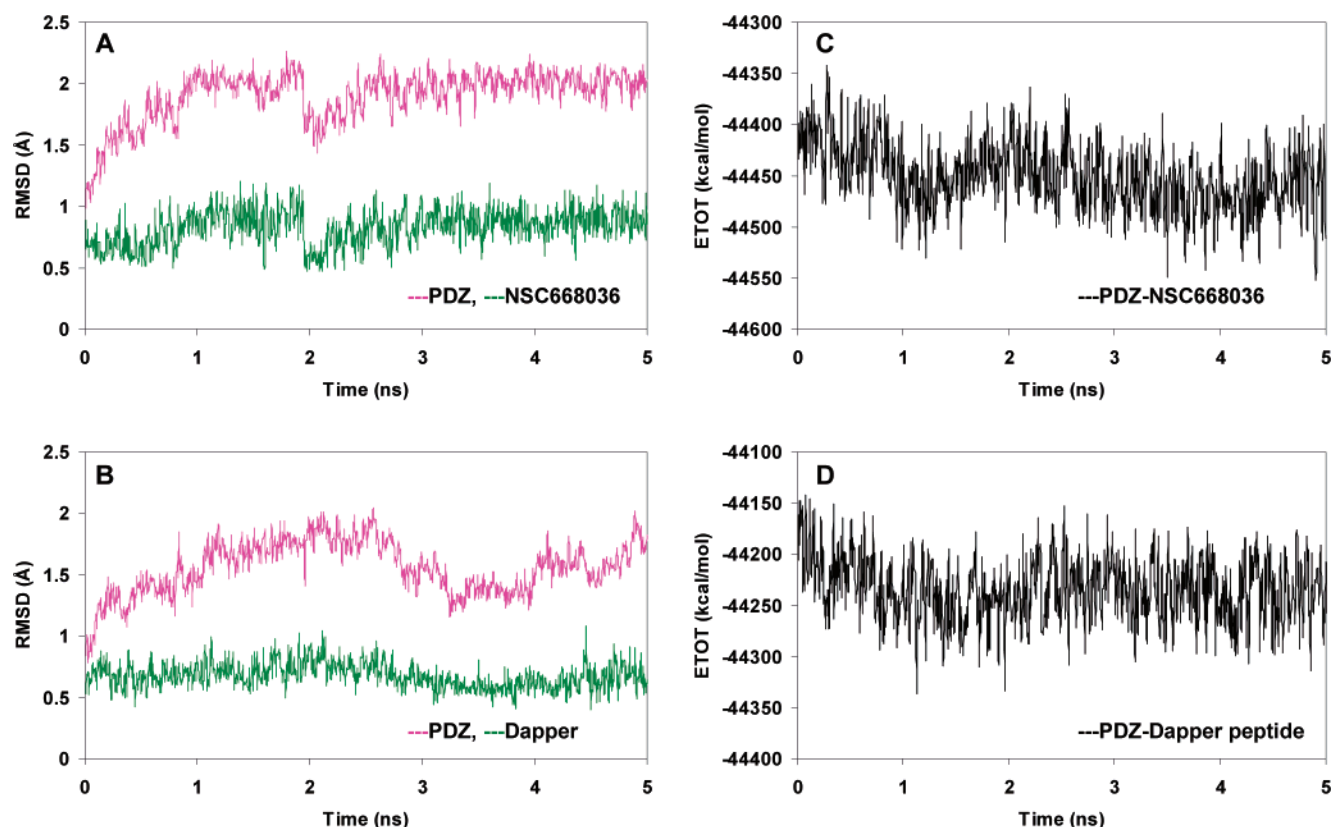 A
RMSD (Å)
2.5
2
1.5
1
0.5
0
---PDZ, ---NSC668036
0 1 2 3 4 5
Time (ns)
C
ETOT (kcal/mol)
-44300
-44350
-44400
-44450
-44500
-44550
-44600
---PDZ-NSC668036
0 1 2 3 4 5
Time (ns)
B
RMSD (Å)
2.5
2
1.5
1
0.5
0
---PDZ, ---Dapper
0 1 2 3 4 5
Time (ns)
D
ETOT (kcal/mol)
-44100
-44150
-44200
-44250
-44300
-44350
-44400
---PDZ-Dapper peptide
0 1 2 3 4 5
Time (ns)